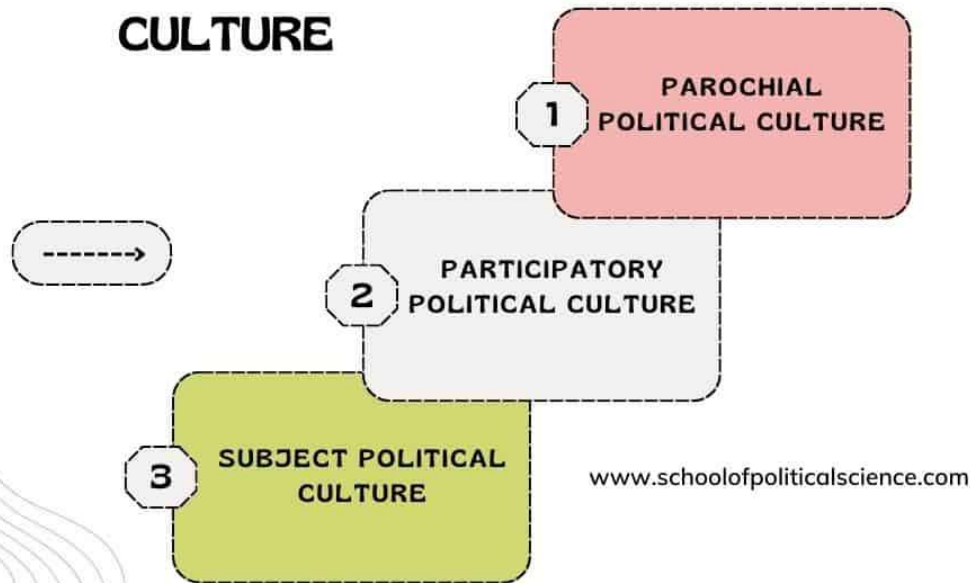 CULTURE
1
PAROCHIAL
POLITICAL CULTURE
2
PARTICIPATORY
POLITICAL CULTURE
3
SUBJECT POLITICAL
CULTURE
www.schoolofpoliticalscience.com